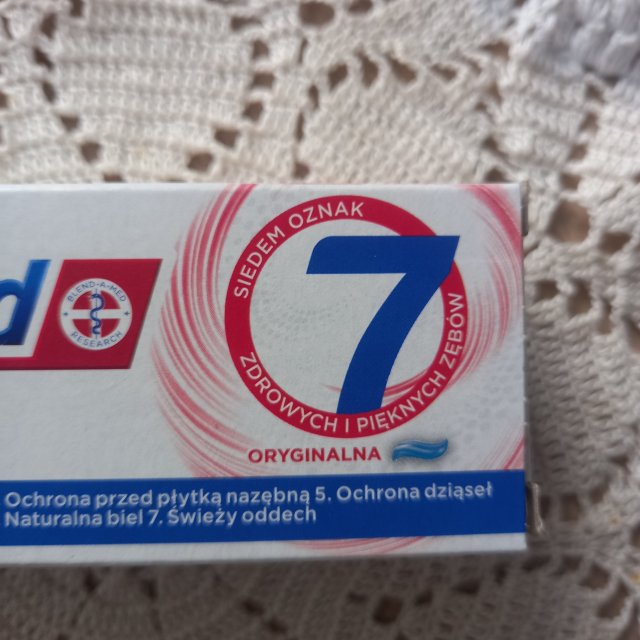 d
BLEND-A-MED
RESEARCH
SIEDEM OZNAK
7
ZDROWYCH I PIĘKNYCH ZĘBÓW
ORYGINALNA
Ochrona przed płytką nazębną 5. Ochrona dziąseł
Naturalna biel 7. Świeży oddech